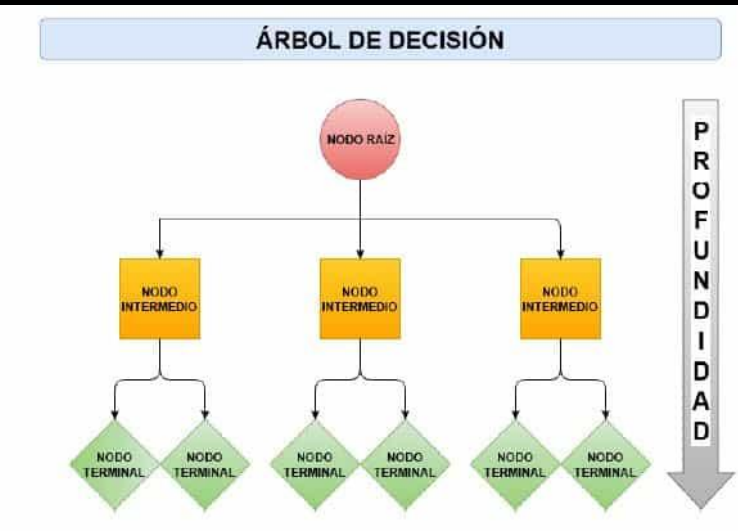 ÁRBOL DE DECISIÓN
NODO RAÍZ
PROFUNDIDAD
NODO
INTERMEDIO
NODO
INTERMEDIO
NODO
INTERMEDIO
NODO
TERMINAL
NODO
TERMINAL
NODO
TERMINAL
NODO
TERMINAL
NODO
TERMINAL
NODO
TERMINAL